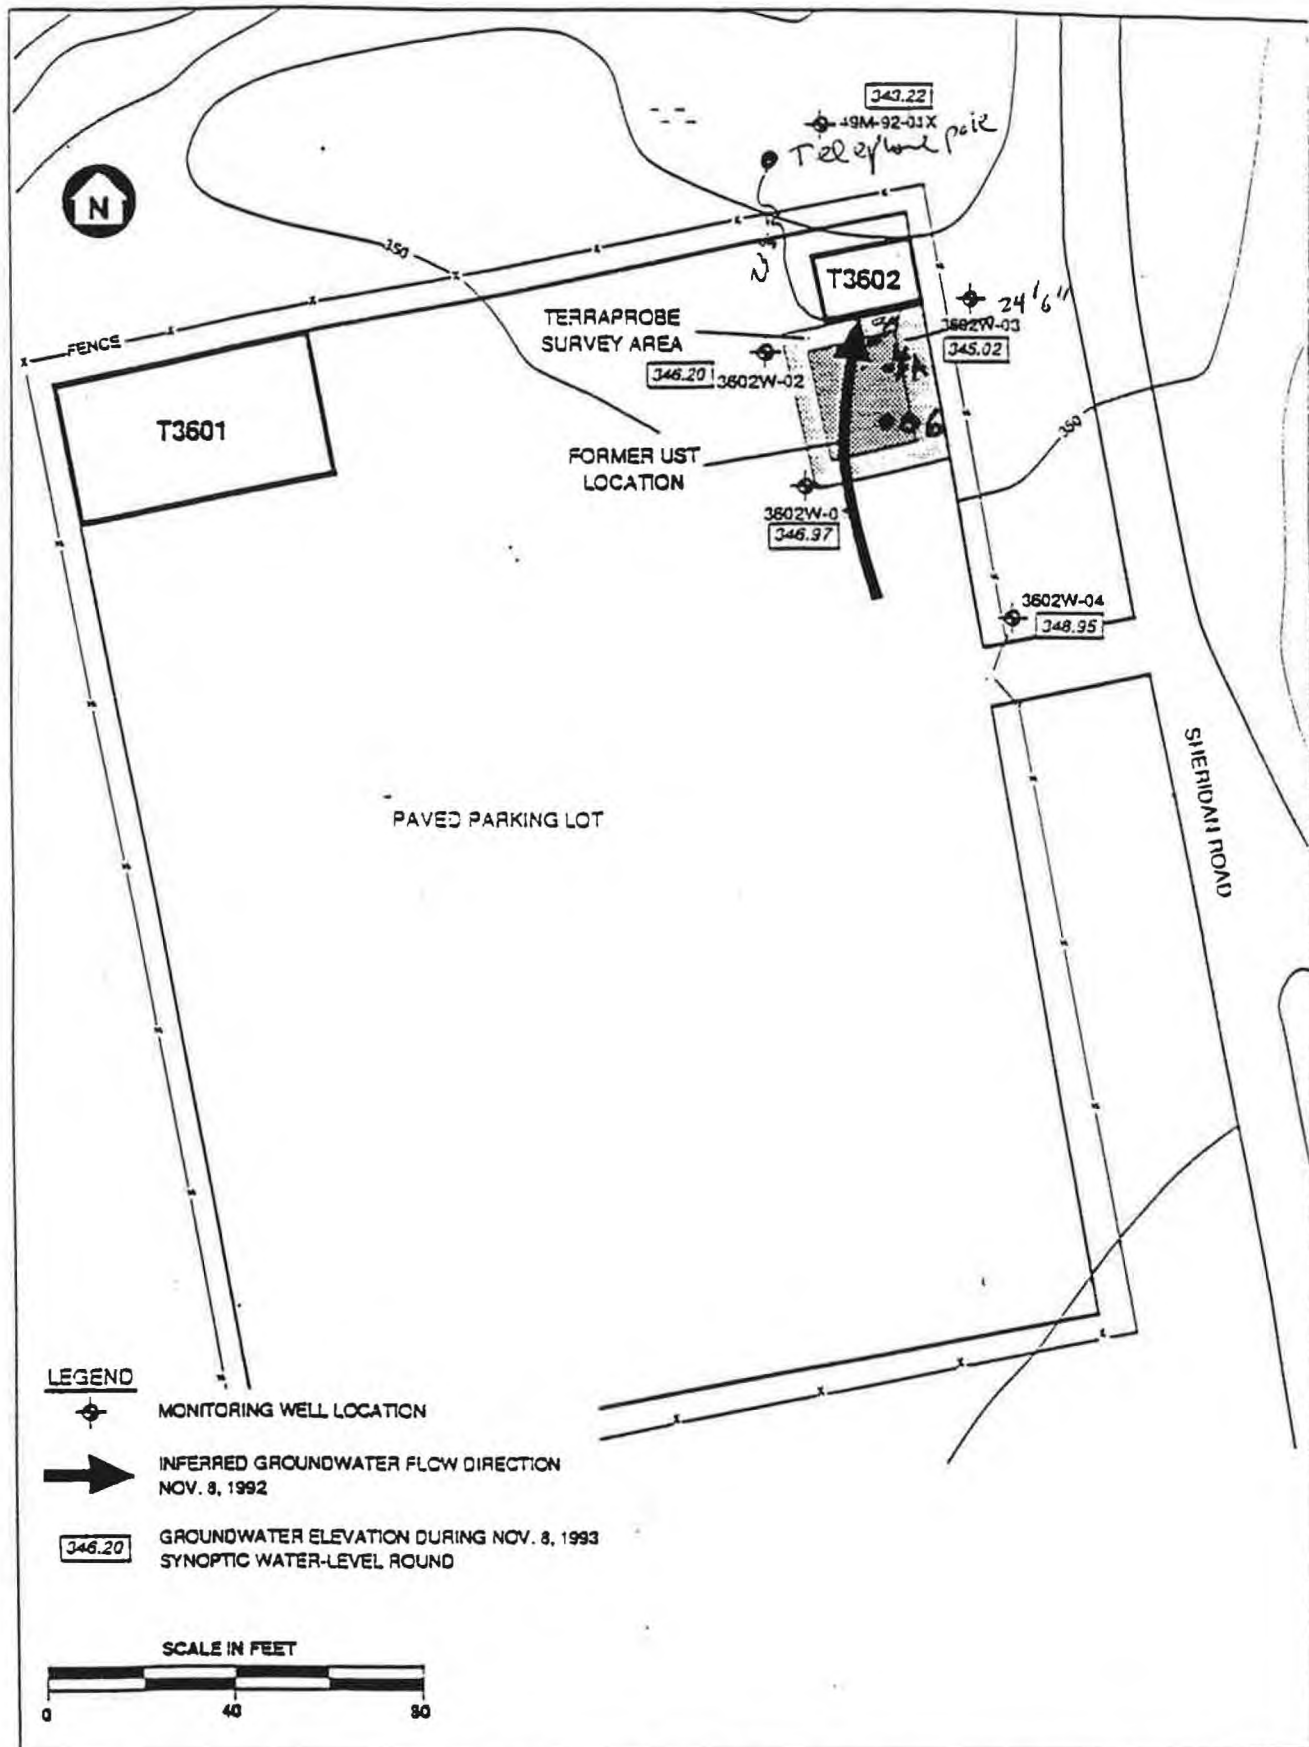 343.22
49M-92-01X
Telephone pole
N
350
T3602
24'6"
3602W-03
345.02
TERRAPROBE
SURVEY AREA
FENCE
346.20
3602W-02
T3601
FORMER UST
LOCATION
350
3602W-0
346.97
3602W-04
348.95
SHERIDAN ROAD
PAVED PARKING LOT
LEGEND
MONITORING WELL LOCATION
INFERRED GROUNDWATER FLOW DIRECTION
NOV. 8, 1992
346.20
GROUNDWATER ELEVATION DURING NOV. 8, 1993
SYNOPTIC WATER-LEVEL ROUND
SCALE IN FEET
0
40
80